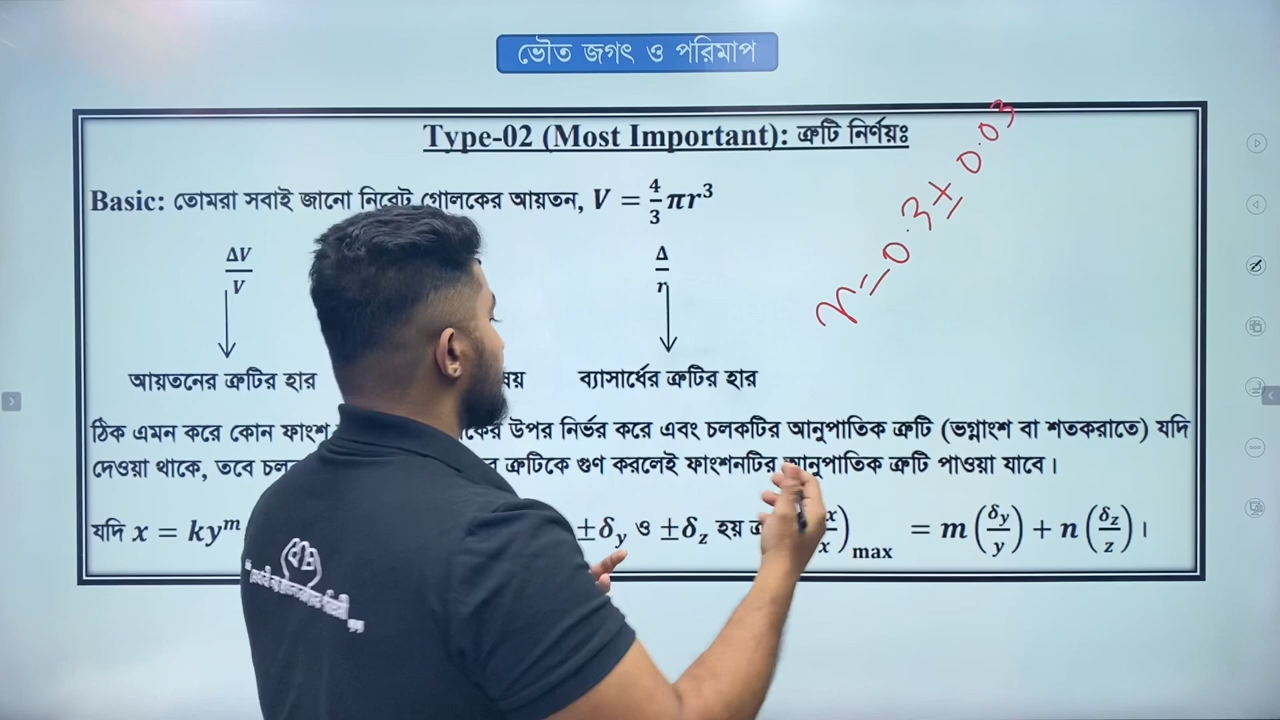 ভৌত জগৎ ও পরিমাপ
Type-02 (Most Important): ত্রুটি নির্ণয়ঃ
Basic: তোমরা সবাই জানো নিরেট গোলকের আয়তন, V = 4/3 πr³
ΔV/V
Δ/r
r = 0.3 ± 0.03
আয়তনের ত্রুটির হার ব্যাসার্ধের ত্রুটির হার
ঠিক এমন করে কোন ফাংশ উপর নির্ভর করে এবং চলকটির আনুপাতিক ত্রুটি (ভগ্নাংশ বা শতকরাতে) যদি
দেওয়া থাকে, তবে চল ত্রুটিকে গুণ করলেই ফাংশনটির আনুপাতিক ত্রুটি পাওয়া যাবে।
যদি x = kyᵐ ±δy ও ±δz হয় x/x)max = m(δy/y) + n(δz/z)।